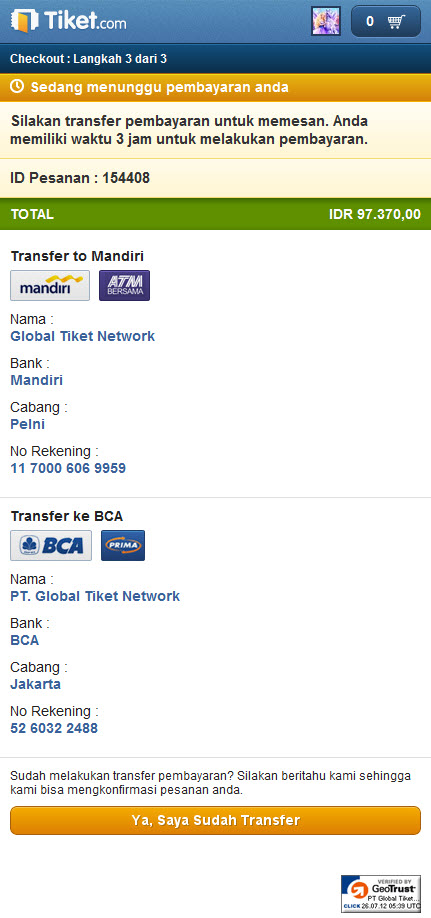 Tiket.com
0
Checkout : Langkah 3 dari 3
Sedang menunggu pembayaran anda
Silakan transfer pembayaran untuk memesan. Anda
memiliki waktu 3 jam untuk melakukan pembayaran.
ID Pesanan : 154408
TOTAL IDR 97.370,00
Transfer to Mandiri
mandiri ATM BERSAMA
Nama :
Global Tiket Network
Bank :
Mandiri
Cabang :
Pelni
No Rekening :
11 7000 606 9959
Transfer ke BCA
BCA PRIMA
Nama :
PT. Global Tiket Network
Bank :
BCA
Cabang :
Jakarta
No Rekening :
52 6032 2488
Sudah melakukan transfer pembayaran? Silakan beritahu kami sehingga
kami bisa mengkonfirmasi pesanan anda.
Ya, Saya Sudah Transfer
VERIFIED BY
GeoTrust
PT Global Tiket...
CLICK 26.07.12 05:39 UTC